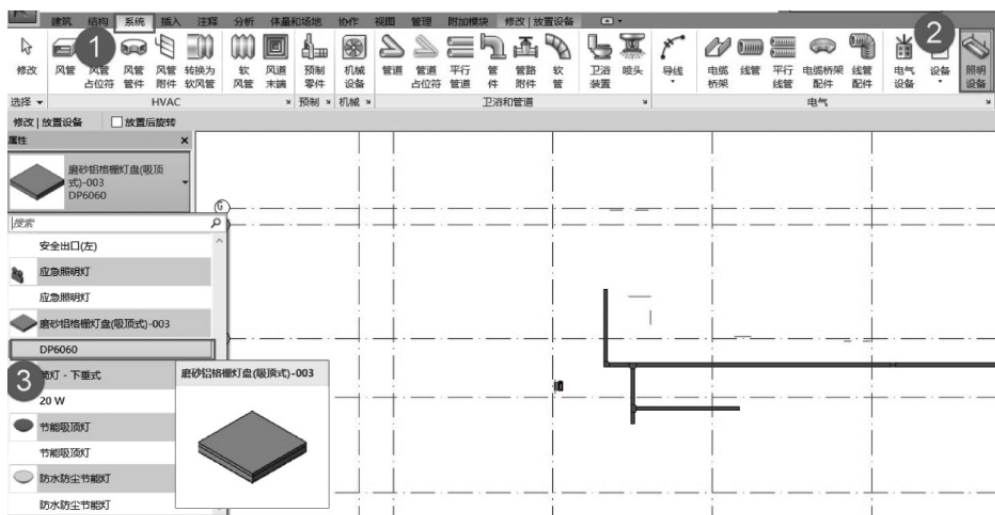 建筑 结构 系统 插入 注释 分析 体量和场地 协作 视图 管理 附加模块 修改 | 放置设备
1
2
修改 风管 风管 风管 风管 转换为 软 风道 预制 机械 管道 管道 平行 管 管路 软 卫浴 喷头 导线 电缆 线管 平行 电缆桥架 线管 电气 设备 照明
占位符 管件 附件 软风管 风管 末端 零件 设备 占位符 管道 件 附件 管 装置 桥架 线管 配件 配件 设备 设备
选择 HVAC 预制 机械 卫浴和管道 电气
修改 | 放置设备 放置后旋转
属性
磨砂铝格栅灯盘(吸顶
式)-003
DP6060
搜索
安全出口(左)
应急照明灯
应急照明灯
磨砂铝格栅灯盘(吸顶式)-003
DP6060
3
筒灯 - 下垂式
20 W
节能吸顶灯
节能吸顶灯
防水防尘节能灯
防水防尘节能灯
磨砂铝格栅灯盘(吸顶式)-003
G